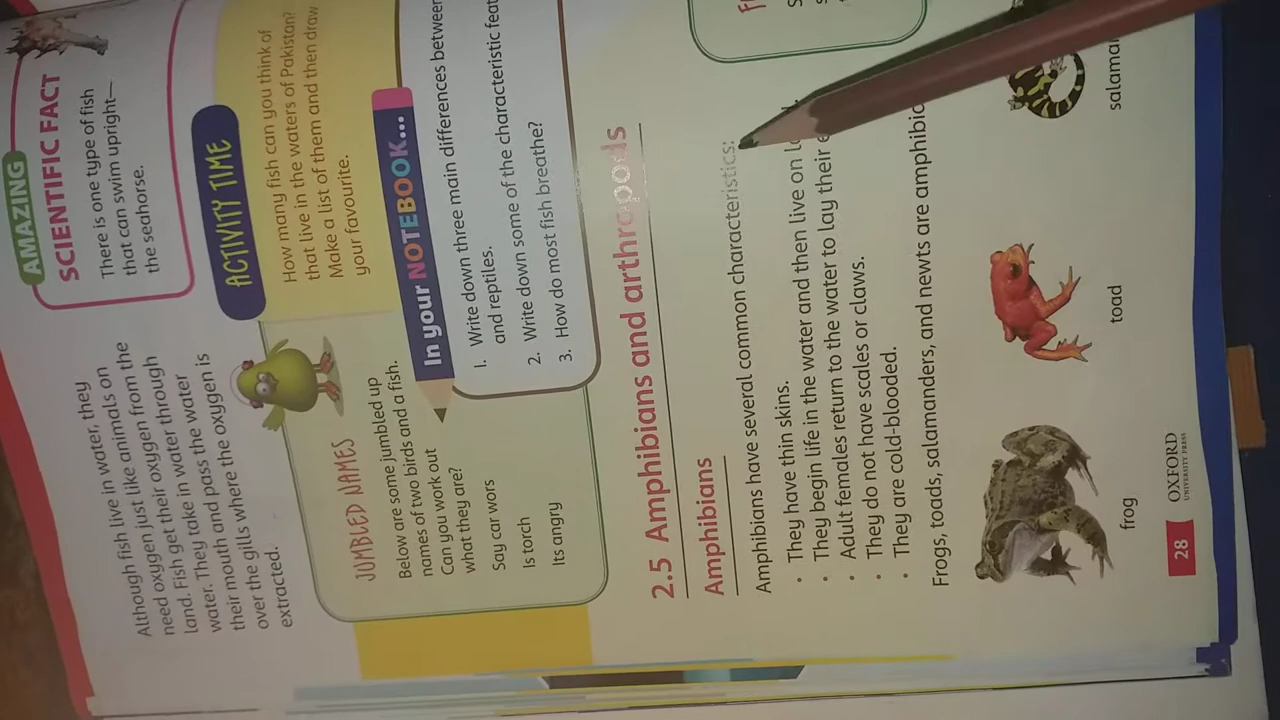 Although fish live in water, they
need oxygen just like animals on
land. Fish get their oxygen through
water. They take in water through
their mouth and pass the water
over the gills where the oxygen is
extracted.
AMAZING
SCIENTIFIC FACT
There is one type of fish
that can swim upright—
the seahorse.
JUMBLED NAMES
Below are some jumbled up
names of two birds and a fish.
Can you work out
what they are?
Say car wors
Is torch
Its angry
ACTIVITY TIME
How many fish can you think of
that live in the waters of Pakistan?
Make a list of them and then draw
your favourite.
In your NOTEBOOK...
1. Write down three main differences between
and reptiles.
2. Write down some of the characteristic
3. How do most fish breathe?
2.5 Amphibians and arthropods
Amphibians
Amphibians have several common characteristics:
• They have thin skins.
• They begin life in the water and then live on
• Adult females return to the water to lay their
• They do not have scales or claws.
• They are cold-blooded.
Frogs, toads, salamanders, and newts are
frog
toad
28
OXFORD
UNIVERSITY PRESS